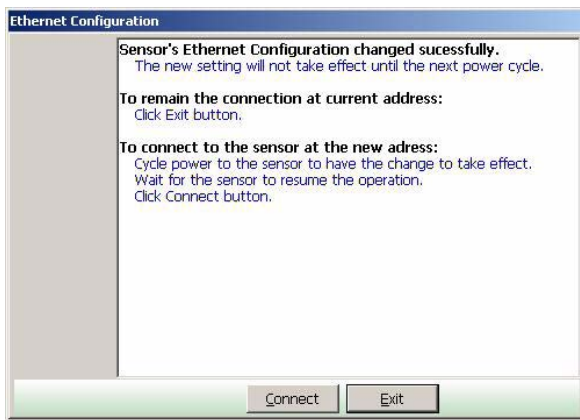 Ethernet Configuration
Sensor's Ethernet Configuration changed sucessfully.
The new setting will not take effect until the next power cycle.
To remain the connection at current address:
Click Exit button.
To connect to the sensor at the new adress:
Cycle power to the sensor to have the change to take effect.
Wait for the sensor to resume the operation.
Click Connect button.
Connect
Exit